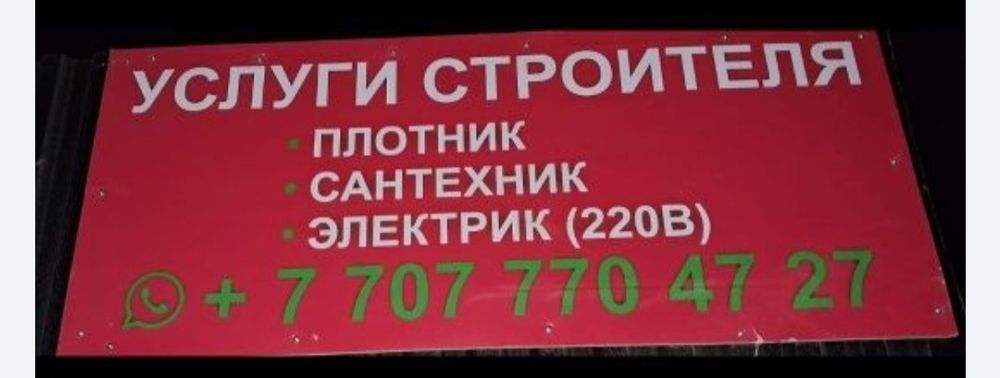 УСЛУГИ СТРОИТЕЛЯ
• ПЛОТНИК
• САНТЕХНИК
• ЭЛЕКТРИК (220В)
+ 7 707 770 47 27